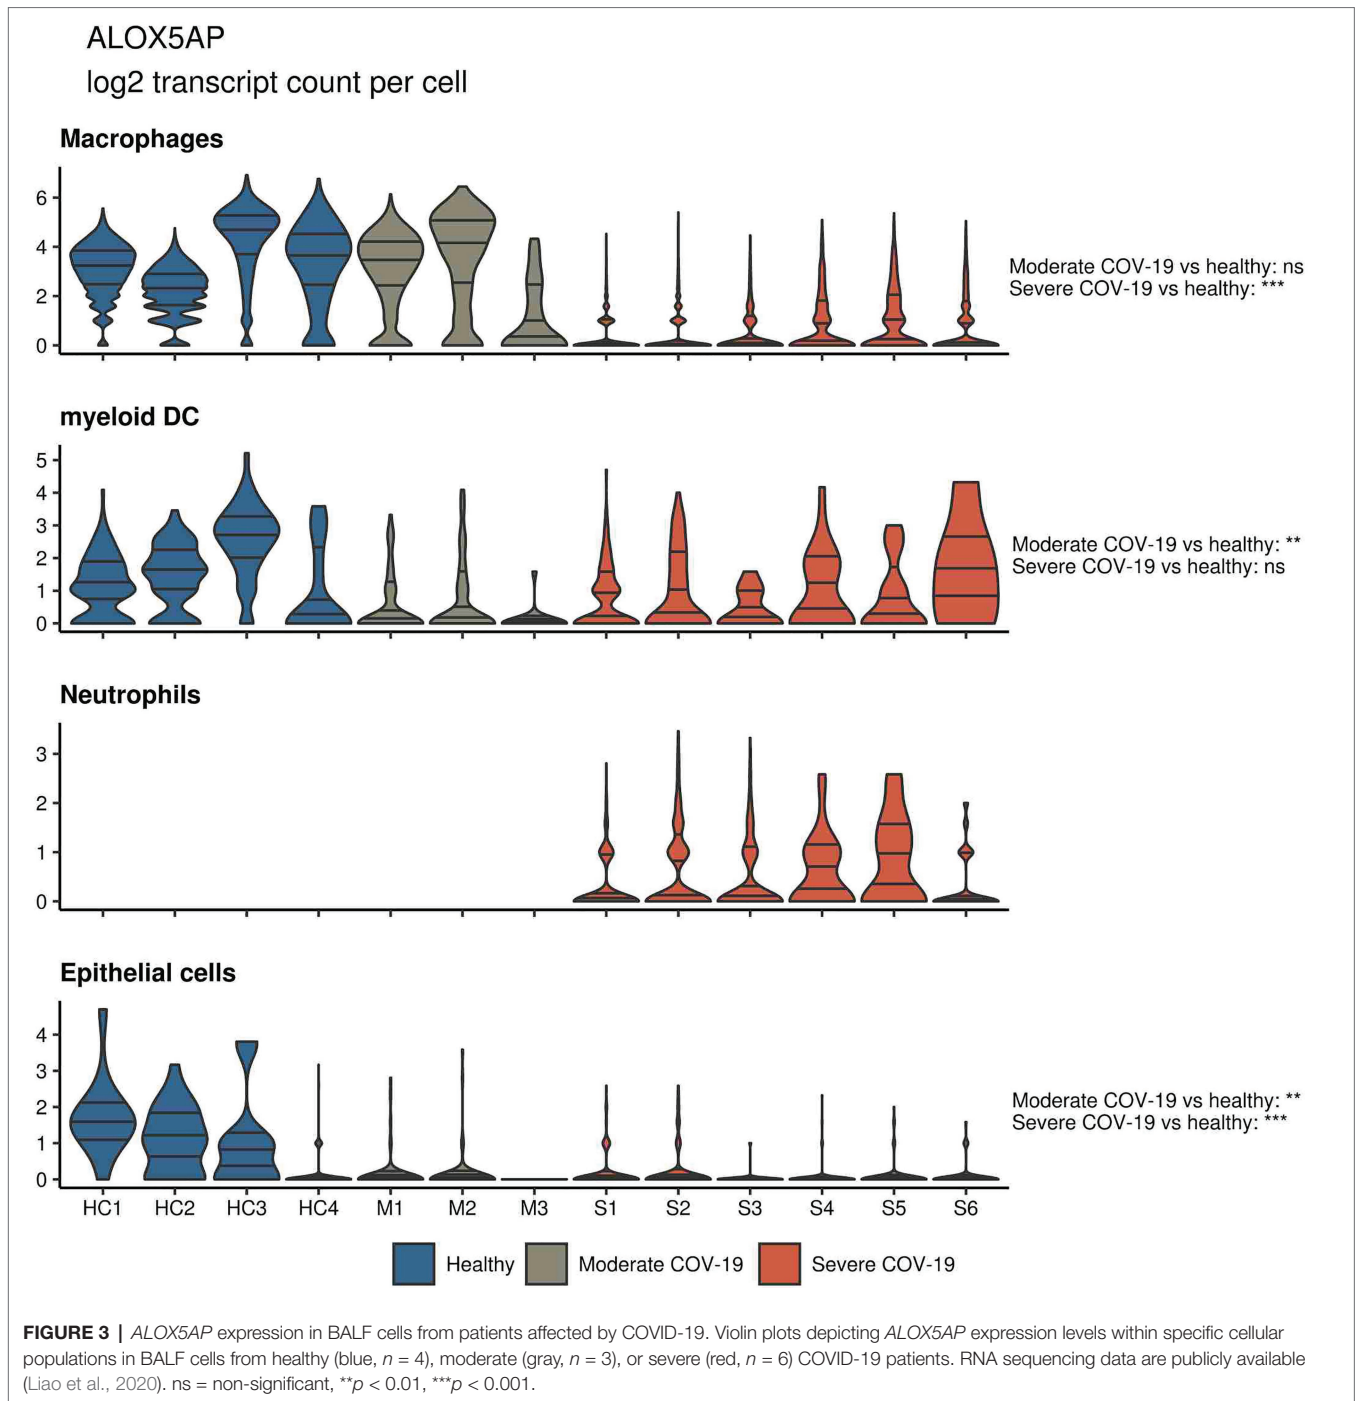 ALOX5AP
log2 transcript count per cell
Macrophages
6
4
2
0
Moderate COV-19 vs healthy: ns
Severe COV-19 vs healthy: ***
myeloid DC
5
4
3
2
1
0
Moderate COV-19 vs healthy: **
Severe COV-19 vs healthy: ns
Neutrophils
3
2
1
0
Epithelial cells
4
3
2
1
0
Moderate COV-19 vs healthy: **
Severe COV-19 vs healthy: ***
HC1 HC2 HC3 HC4 M1 M2 M3 S1 S2 S3 S4 S5 S6
Healthy Moderate COV-19 Severe COV-19
FIGURE 3 | ALOX5AP expression in BALF cells from patients affected by COVID-19. Violin plots depicting ALOX5AP expression levels within specific cellular
populations in BALF cells from healthy (blue, n = 4), moderate (gray, n = 3), or severe (red, n = 6) COVID-19 patients. RNA sequencing data are publicly available
(Liao et al., 2020). ns = non-significant, **p < 0.01, ***p < 0.001.